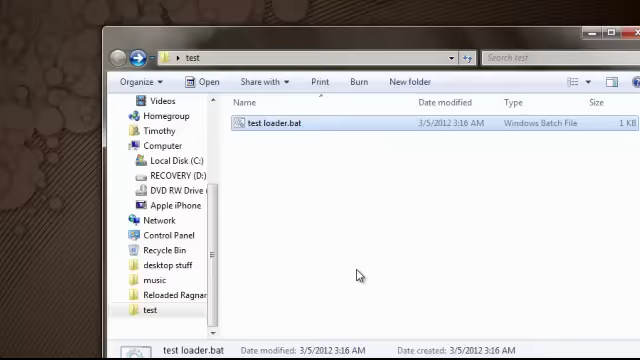 test
Search test
Organize
Open
Share with
Print
Burn
New folder
Name
Date modified
Type
Size
test loader.bat
3/5/2012 3:16 AM
Windows Batch File
1 KB
Videos
Homegroup
Timothy
Computer
Local Disk (C:)
RECOVERY (D:)
DVD RW Drive
Apple iPhone
Network
Control Panel
Recycle Bin
desktop stuff
music
Reloaded Ragnar
test
test loader.bat
Date modified: 3/5/2012 3:16 AM
Date created: 3/5/2012 3:16 AM